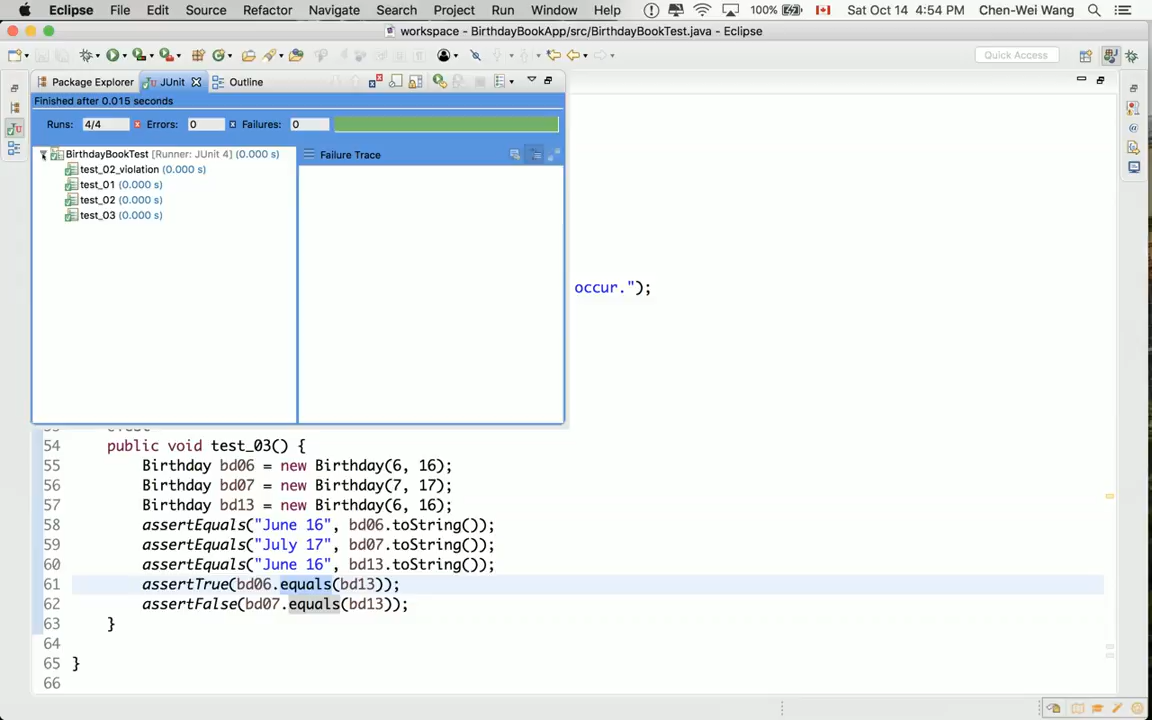 Eclipse File Edit Source Refactor Navigate Search Project Run Window Help 100% Sat Oct 14 4:54 PM Chen-Wei Wang
workspace - BirthdayBookApp/src/BirthdayBookTest.java - Eclipse
Quick Access
Package Explorer JUnit Outline
Finished after 0.015 seconds
Runs: 4/4 Errors: 0 Failures: 0
BirthdayBookTest [Runner: JUnit 4] (0.000 s)
Failure Trace
test_02_violation (0.000 s)
test_01 (0.000 s)
test_02 (0.000 s)
test_03 (0.000 s)
occur.");
54 public void test_03() {
55 Birthday bd06 = new Birthday(6, 16);
56 Birthday bd07 = new Birthday(7, 17);
57 Birthday bd13 = new Birthday(6, 16);
58 assertEquals("June 16", bd06.toString());
59 assertEquals("July 17", bd07.toString());
60 assertEquals("June 16", bd13.toString());
61 assertTrue(bd06.equals(bd13));
62 assertFalse(bd07.equals(bd13));
63 }
64
65 }
66